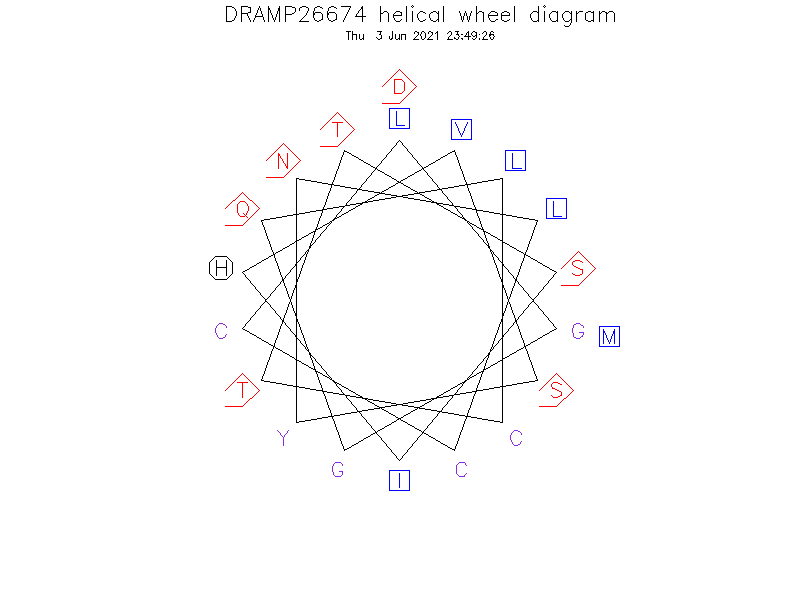 DRAMP26674 helical wheel diagram
Thu 3 Jun 2021 23:49:26
D
T L V
N L
Q L
H S
C G M
T S
Y C
G I C